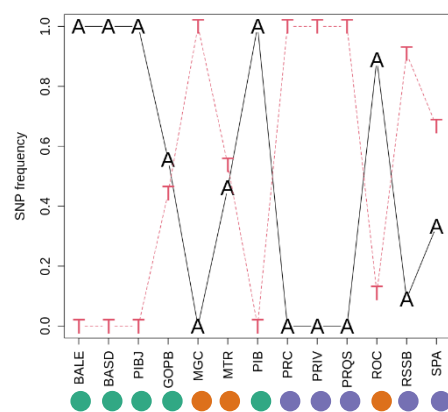 1.0
0.8
0.6
0.4
0.2
0.0
SNP frequency
A A A A A A A A A A A A A
T T T T T T T T T T T T T
BALE BASD PIBJ GOPB MGC MTR PIB PRC PRIV PRQS ROC RSSB SPA